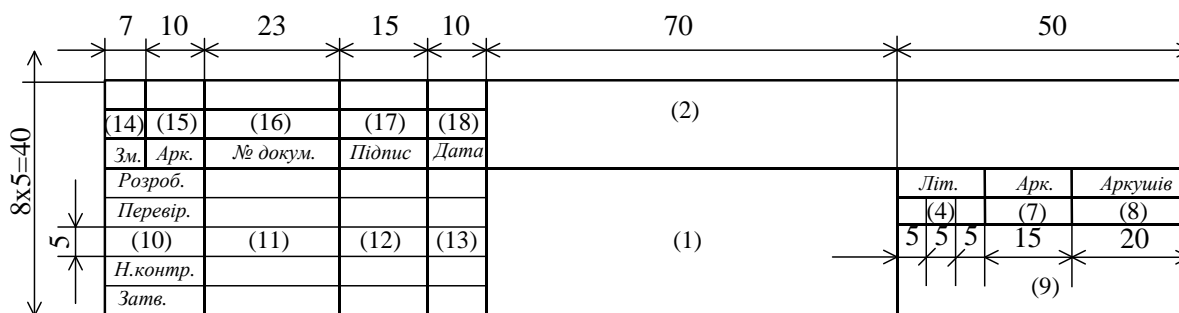 7 10 23 15 10 70 50
(2)
(14) (15) (16) (17) (18)
Зм. Арк. № докум. Підпис Дата
8х5=40
Розроб.
Літ. Арк. Аркушів
Перевір.
(4) (7) (8)
5
(10) (11) (12) (13)
(1)
5 5 5 15 20
Н.контр.
(9)
Затв.